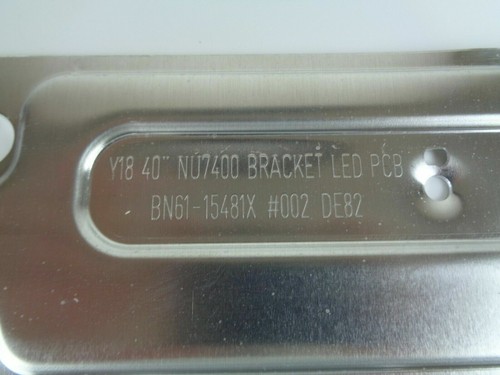 Y18 40" NU7400 BRACKET LED PCB
BN61-15481X #002 DE82